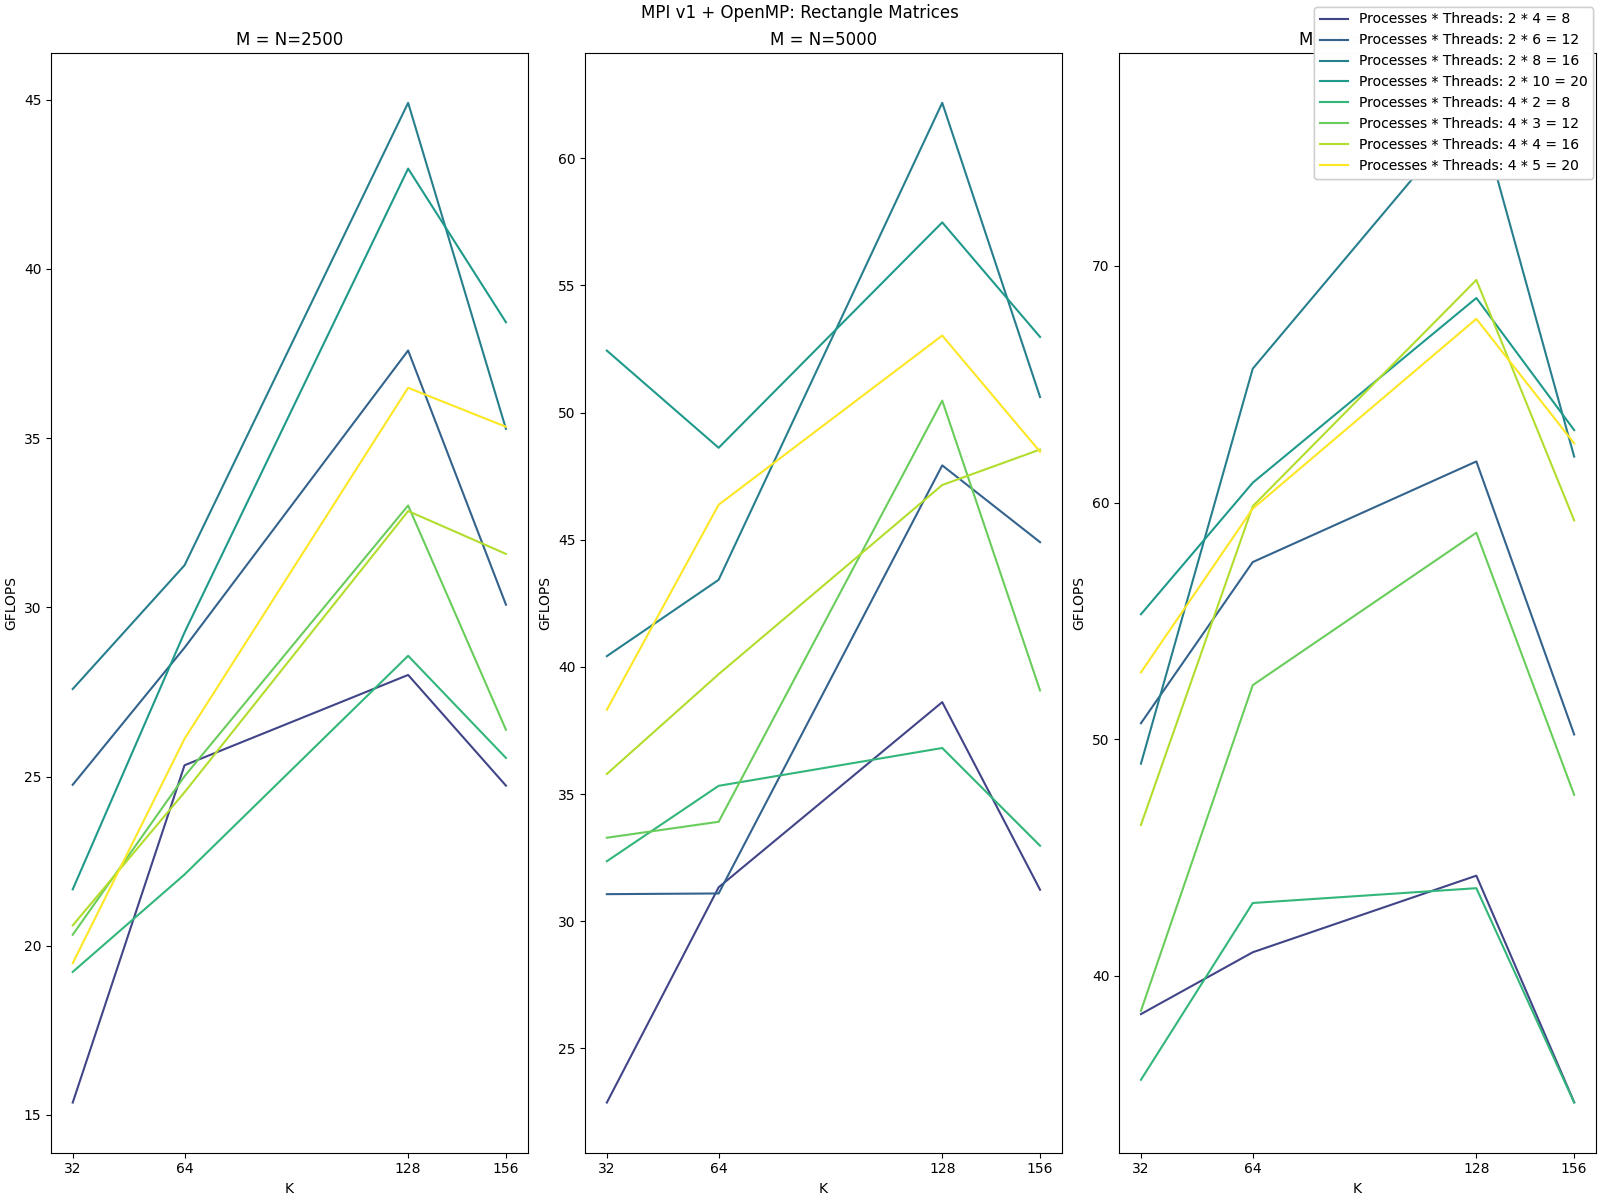 MPI v1 + OpenMP: Rectangle Matrices
M = N=2500
45
40
35
30
25
20
15
GFLOPS
32 64 128 156
K
M = N=5000
60
55
50
45
40
35
30
25
GFLOPS
32 64 128 156
K
M
70
60
50
40
GFLOPS
32 64 128 156
K
Processes * Threads: 2 * 4 = 8
Processes * Threads: 2 * 6 = 12
Processes * Threads: 2 * 8 = 16
Processes * Threads: 2 * 10 = 20
Processes * Threads: 4 * 2 = 8
Processes * Threads: 4 * 3 = 12
Processes * Threads: 4 * 4 = 16
Processes * Threads: 4 * 5 = 20